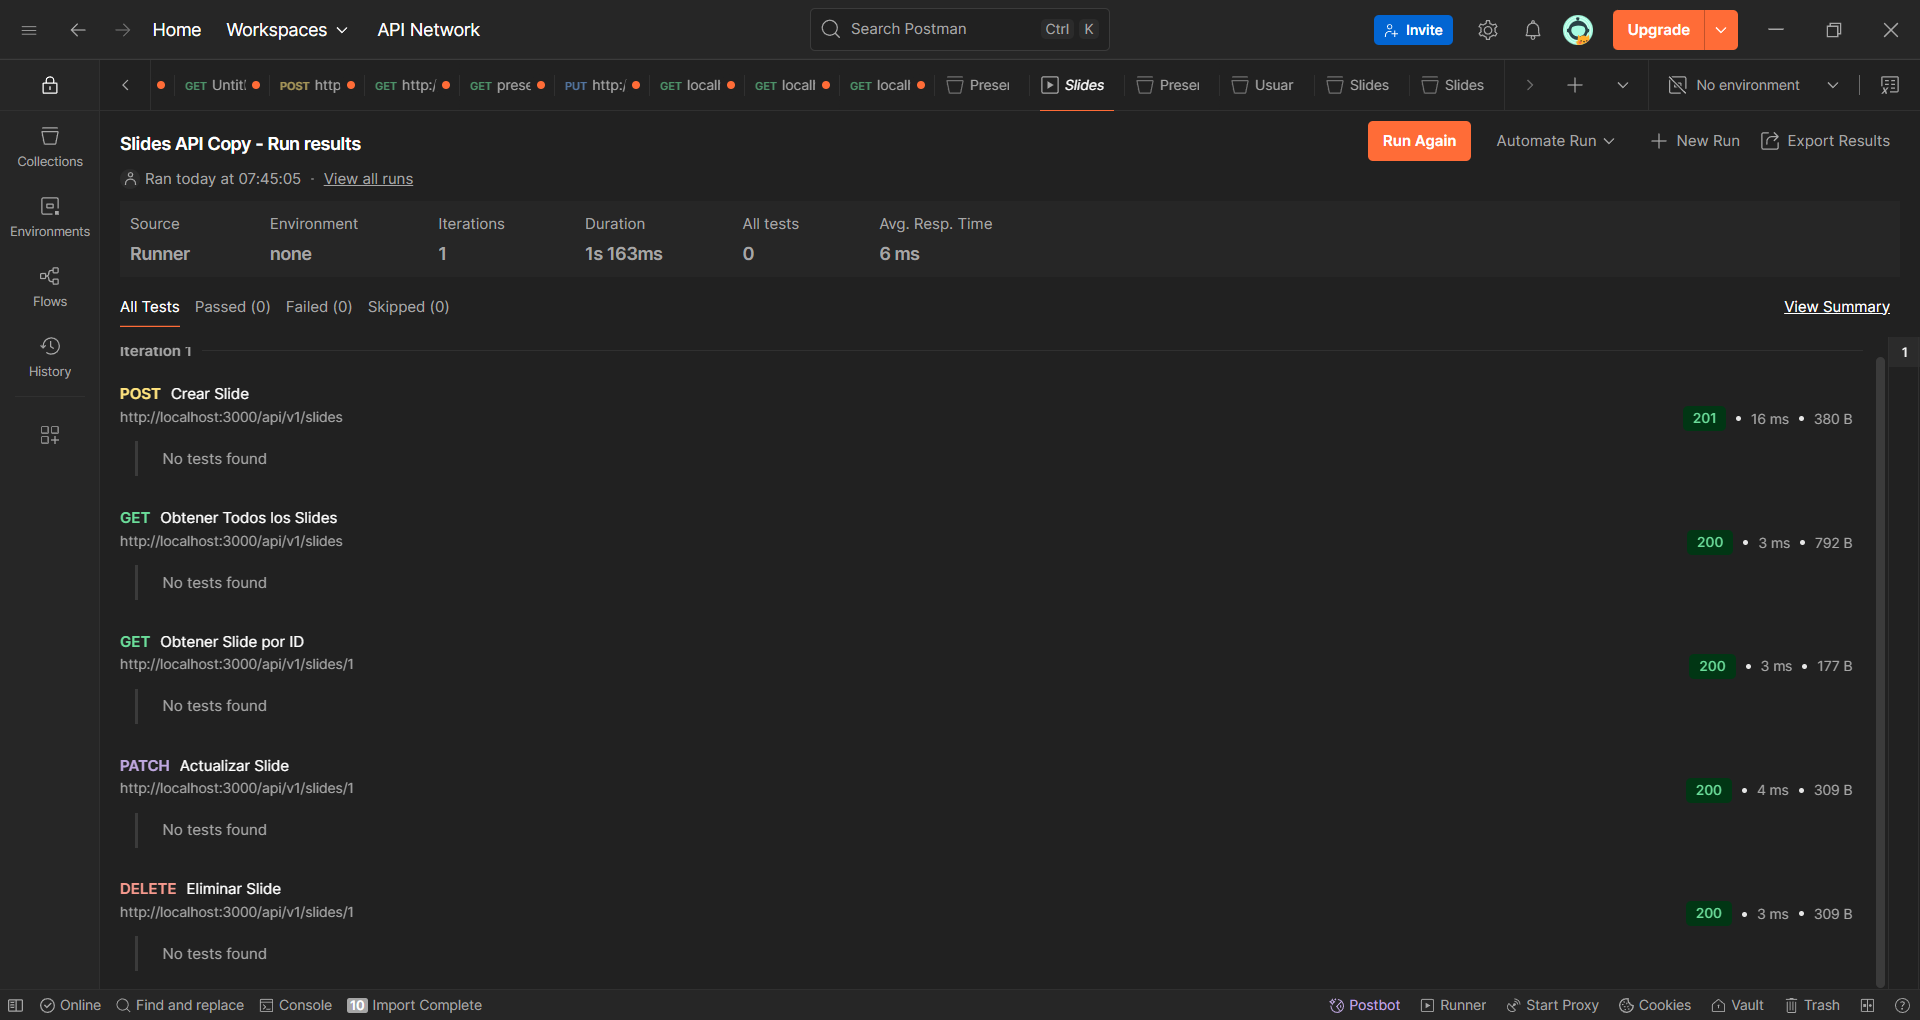 Home Workspaces API Network Search Postman Ctrl K Invite Upgrade
GET Untit POST http GET http:/ GET prese PUT http:/ GET locall GET locall GET locall Preser Slides Preser Usuar Slides Slides No environment
Collections
Environments
Flows
History
Slides API Copy - Run results Run Again Automate Run New Run Export Results
Ran today at 07:45:05 · View all runs
Source Environment Iterations Duration All tests Avg. Resp. Time
Runner none 1 1s 163ms 0 6 ms
All Tests Passed (0) Failed (0) Skipped (0) View Summary
Iteration 1 1
POST Crear Slide
http://localhost:3000/api/v1/slides 201 • 16 ms • 380 B
No tests found
GET Obtener Todos los Slides
http://localhost:3000/api/v1/slides 200 • 3 ms • 792 B
No tests found
GET Obtener Slide por ID
http://localhost:3000/api/v1/slides/1 200 • 3 ms • 177 B
No tests found
PATCH Actualizar Slide
http://localhost:3000/api/v1/slides/1 200 • 4 ms • 309 B
No tests found
DELETE Eliminar Slide
http://localhost:3000/api/v1/slides/1 200 • 3 ms • 309 B
No tests found
Online Find and replace Console 10 Import Complete Postbot Runner Start Proxy Cookies Vault Trash